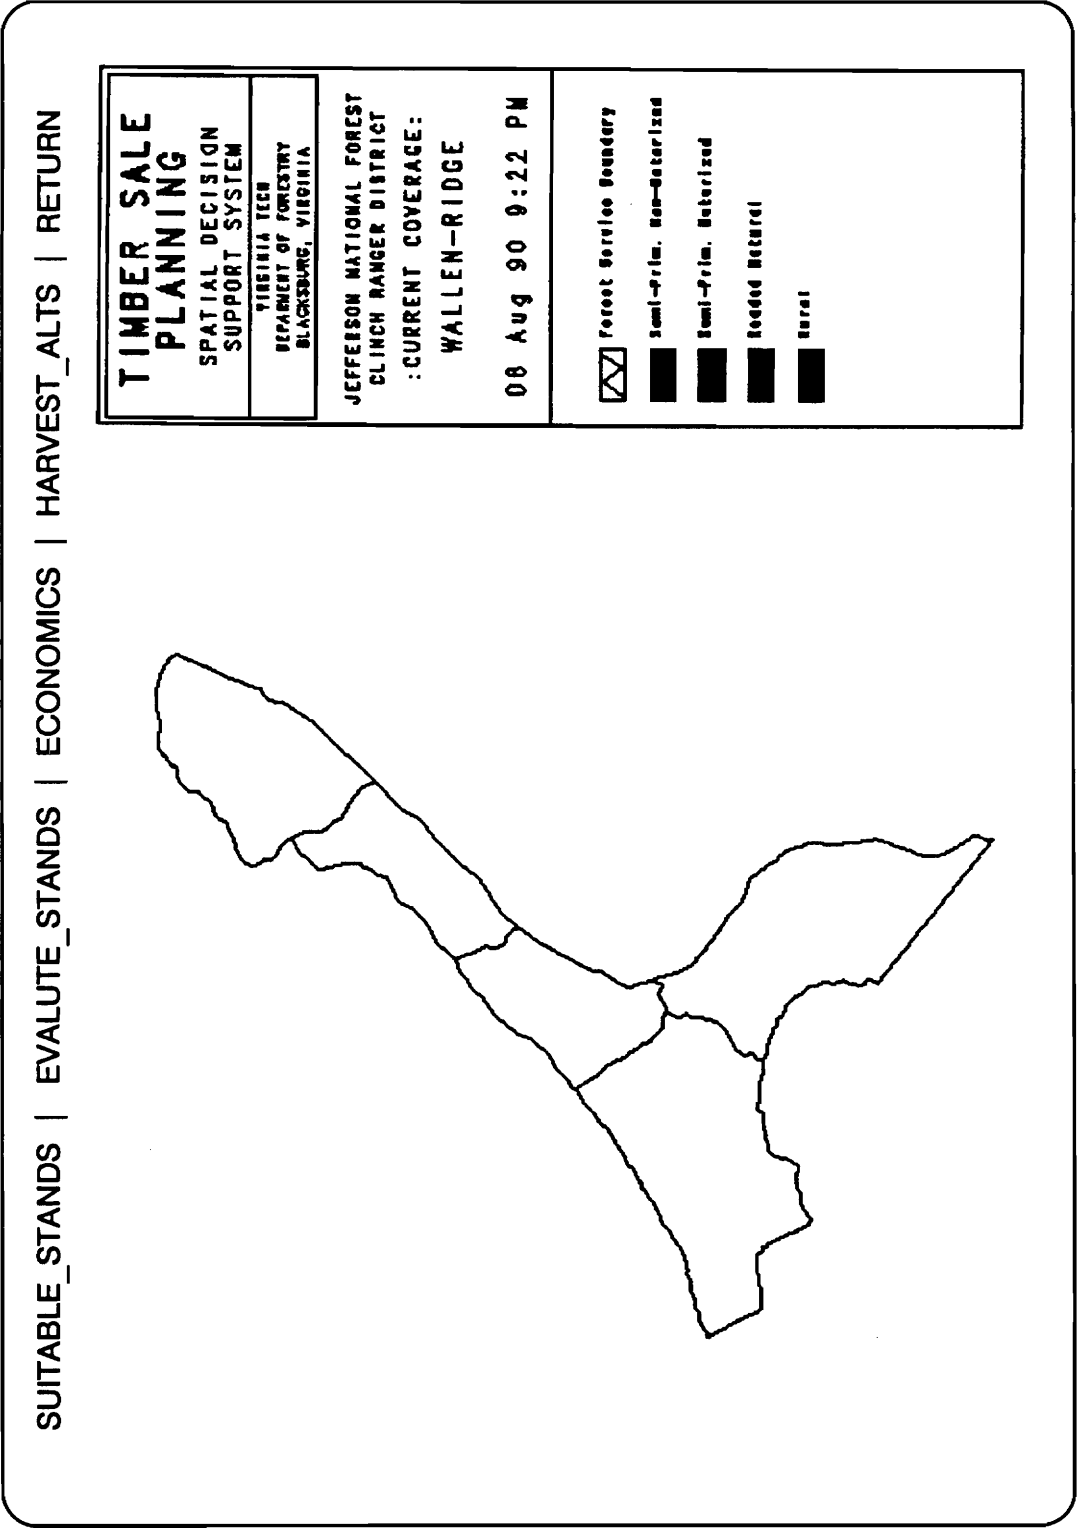 SUITABLE_STANDS | EVALUTE_STANDS | ECONOMICS | HARVEST_ALTS | RETURN
TIMBER SALE
PLANNING
SPATIAL DECISION
SUPPORT SYSTEM
VIRGINIA TECH
DEPARMENT OF FORESTRY
BLACKSBURG, VIRGINIA
JEFFERSON NATIONAL FOREST
CLINCH RANGER DISTRICT
:CURRENT COVERAGE:
WALLEN-RIDGE
08 Aug 90 9:22 PM
Forest Service Boundary
Semi-Prim. Non-Motorized
Semi-Prim. Motorized
Roaded Natural
Rural